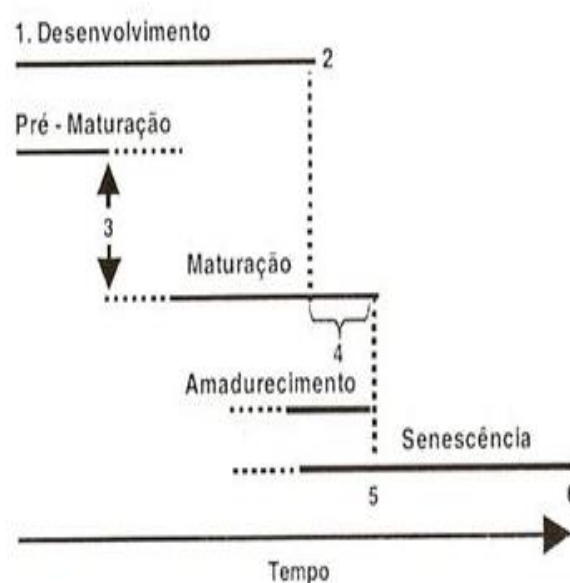 1. Desenvolvimento
2
Pré - Maturação
3
Maturação
4
Amadurecimento
Senescência
5
Tempo